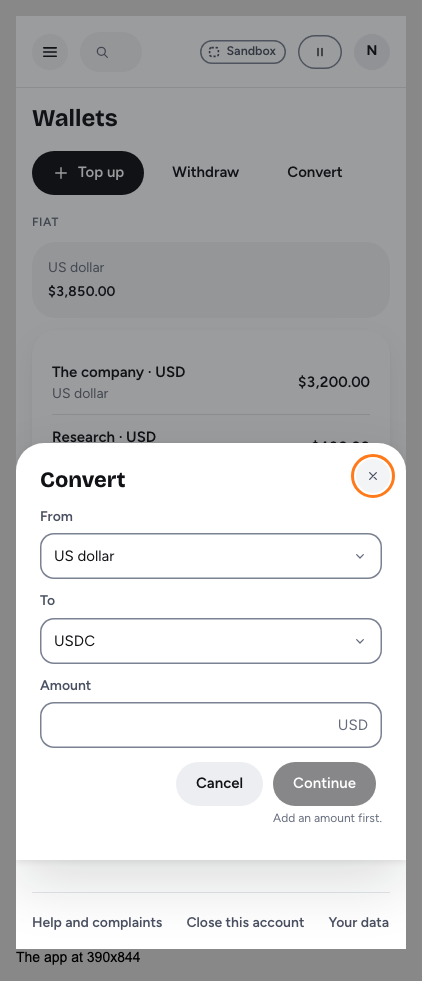 Sandbox
N
Wallets
Top up
Withdraw
Convert
FIAT
US dollar
$3,850.00
The company · USD
$3,200.00
US dollar
Research · USD
Convert
From
US dollar
To
USDC
Amount
USD
Cancel
Continue
Add an amount first.
Help and complaints
Close this account
Your data
The app at 390x844